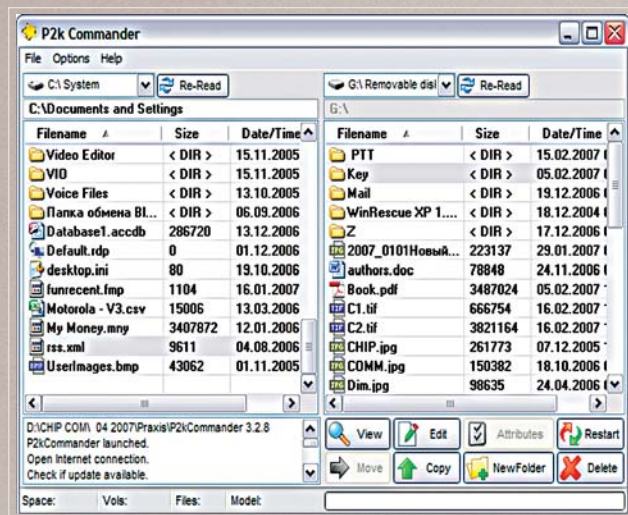 P2k Commander
File Options Help
C:\ System Re-Read
C:\Documents and Settings
Filename Size Date/Time
Video Editor < DIR > 15.11.2005
VIO < DIR > 15.11.2005
Voice Files < DIR > 13.10.2005
Папка обмена Bl... < DIR > 06.09.2006
Database1.accdb 286720 13.12.2006
Default.rdp 0 01.12.2006
desktop.ini 80 19.10.2006
funrecent.fmp 1104 16.01.2007
Motorola - V3.csv 15006 13.03.2006
My Money.mny 3407872 12.01.2006
rss.xml 9611 04.08.2006
UserImages.bmp 43062 01.11.2005
G:\ Removable disl Re-Read
G:\
Filename Size Date/Time
PTT < DIR > 15.02.2007
Key < DIR > 05.02.2007
Mail < DIR > 19.12.2006
WinRescue XP 1.... < DIR > 18.12.2004
Z < DIR > 17.12.2006
2007_0101Новый... 223137 29.01.2007
authors.doc 78848 24.11.2006
Book.pdf 3487024 05.02.2007
C1.tif 666754 16.02.2007
C2.tif 3821164 16.02.2007
CHIP.jpg 261773 07.12.2005
COMM.jpg 150382 18.10.2006
Dim.jpg 98635 24.04.2006
D:\CHIP COM\ 04 2007\Praxis\P2kCommander 3.2.8
P2kCommander launched.
Open Internet connection.
Check if update available.
View Edit Attributes Restart
Move Copy NewFolder Delete
Space: Vols: Files: Model: